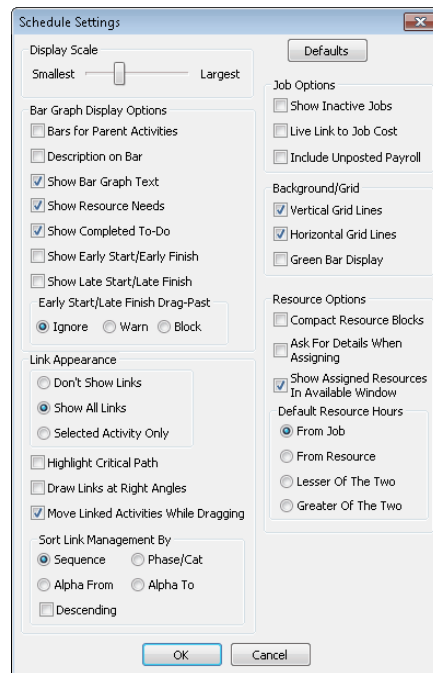 Schedule Settings
Display Scale
Smallest
Largest
Bar Graph Display Options
Bars for Parent Activities
Description on Bar
Show Bar Graph Text
Show Resource Needs
Show Completed To-Do
Show Early Start/Early Finish
Show Late Start/Late Finish
Early Start/Late Finish Drag-Past
Ignore
Warn
Block
Link Appearance
Don't Show Links
Show All Links
Selected Activity Only
Highlight Critical Path
Draw Links at Right Angles
Move Linked Activities While Dragging
Sort Link Management By
Sequence
Phase/Cat
Alpha From
Alpha To
Descending
Defaults
Job Options
Show Inactive Jobs
Live Link to Job Cost
Include Unposted Payroll
Background/Grid
Vertical Grid Lines
Horizontal Grid Lines
Green Bar Display
Resource Options
Compact Resource Blocks
Ask For Details When
Assigning
Show Assigned Resources
In Available Window
Default Resource Hours
From Job
From Resource
Lesser Of The Two
Greater Of The Two
OK
Cancel